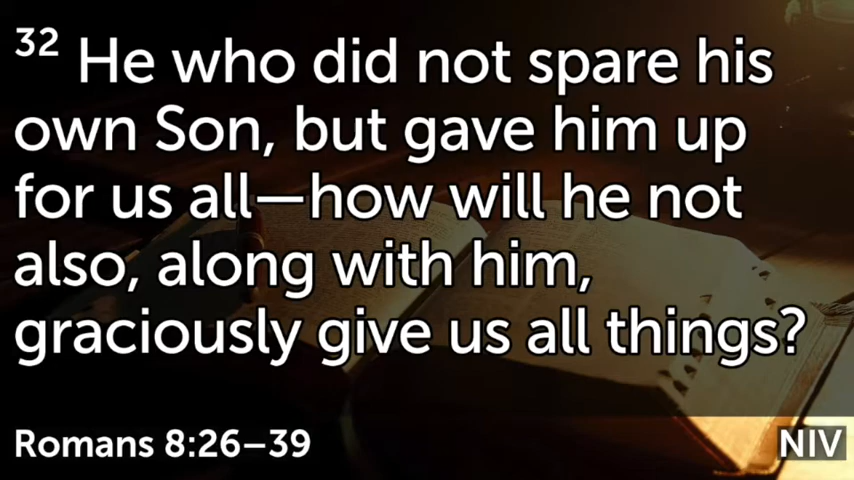 32 He who did not spare his
own Son, but gave him up
for us all—how will he not
also, along with him,
graciously give us all things?
Romans 8:26–39
NIV